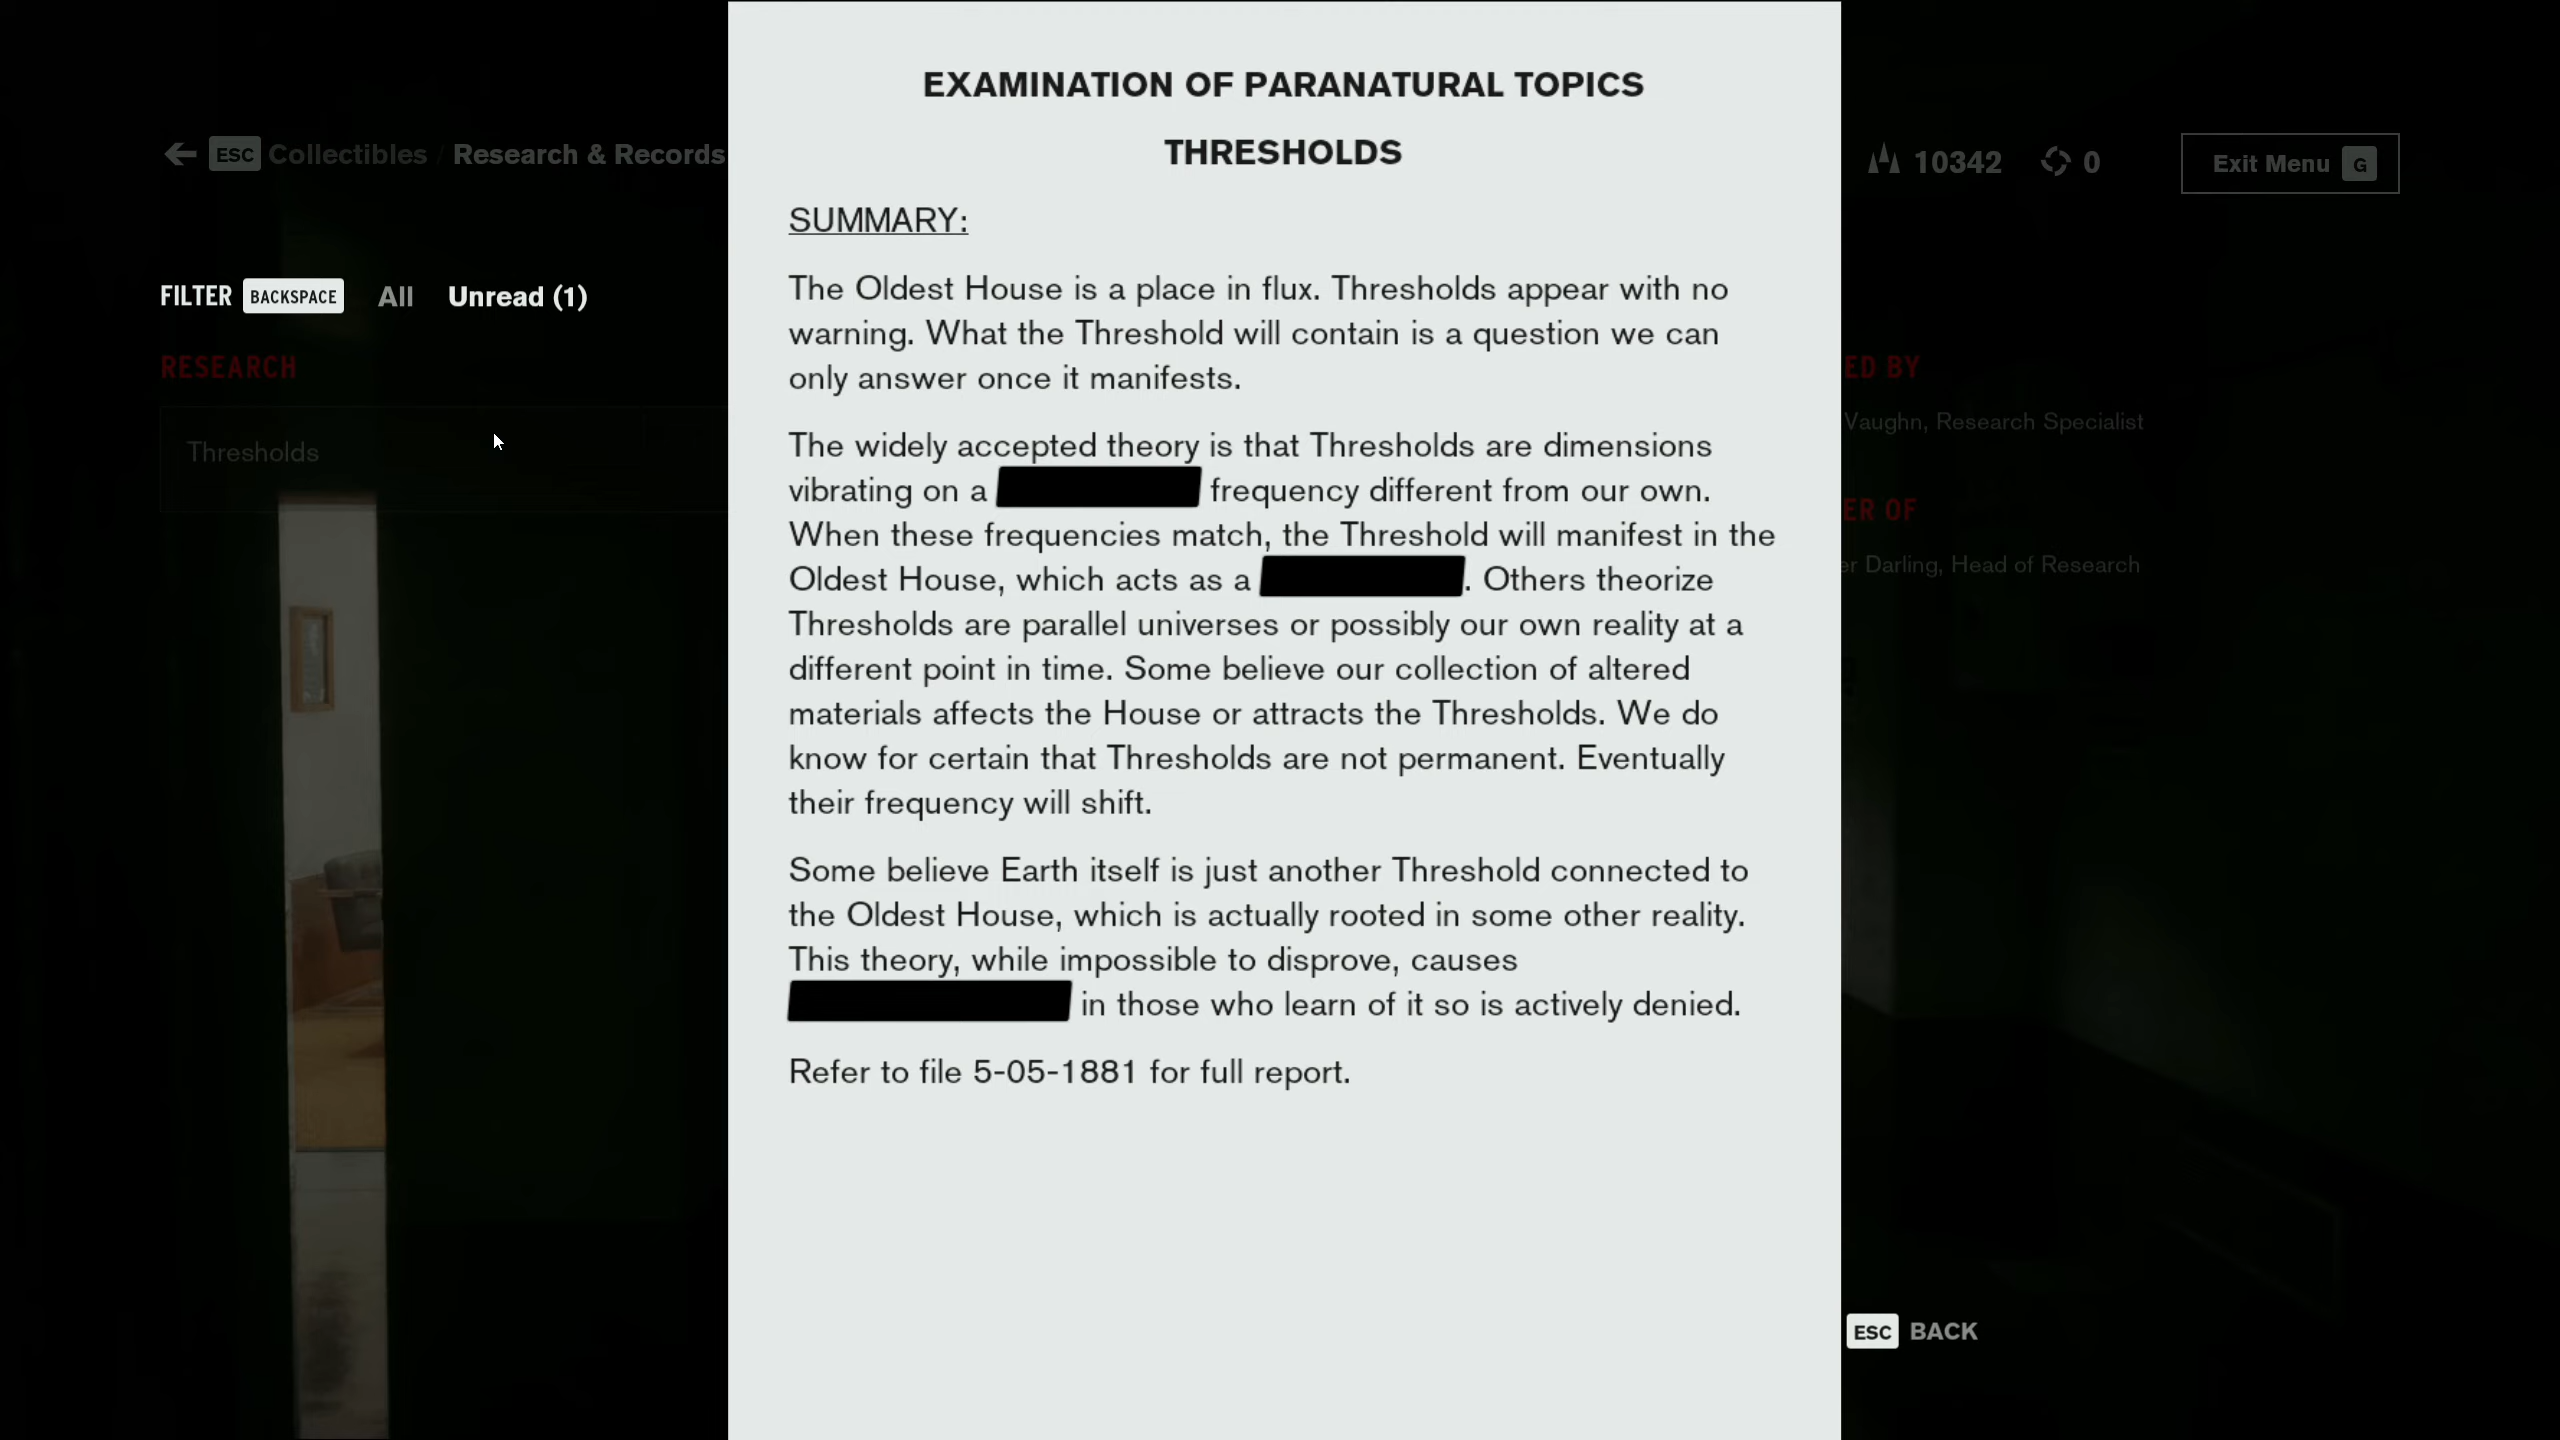 EXAMINATION OF PARANATURAL TOPICS
THRESHOLDS
ESC Collectibles / Research & Records
10342 0 Exit Menu G
SUMMARY:
FILTER BACKSPACE All Unread (1)
The Oldest House is a place in flux. Thresholds appear with no
warning. What the Threshold will contain is a question we can
only answer once it manifests.
RESEARCH
Thresholds
The widely accepted theory is that Thresholds are dimensions
vibrating on a frequency different from our own.
When these frequencies match, the Threshold will manifest in the
Oldest House, which acts as a . Others theorize
Thresholds are parallel universes or possibly our own reality at a
different point in time. Some believe our collection of altered
materials affects the House or attracts the Thresholds. We do
know for certain that Thresholds are not permanent. Eventually
their frequency will shift.
Some believe Earth itself is just another Threshold connected to
the Oldest House, which is actually rooted in some other reality.
This theory, while impossible to disprove, causes
in those who learn of it so is actively denied.
Refer to file 5-05-1881 for full report.
ED BY
Vaughn, Research Specialist
ER OF
er Darling, Head of Research
ESC BACK